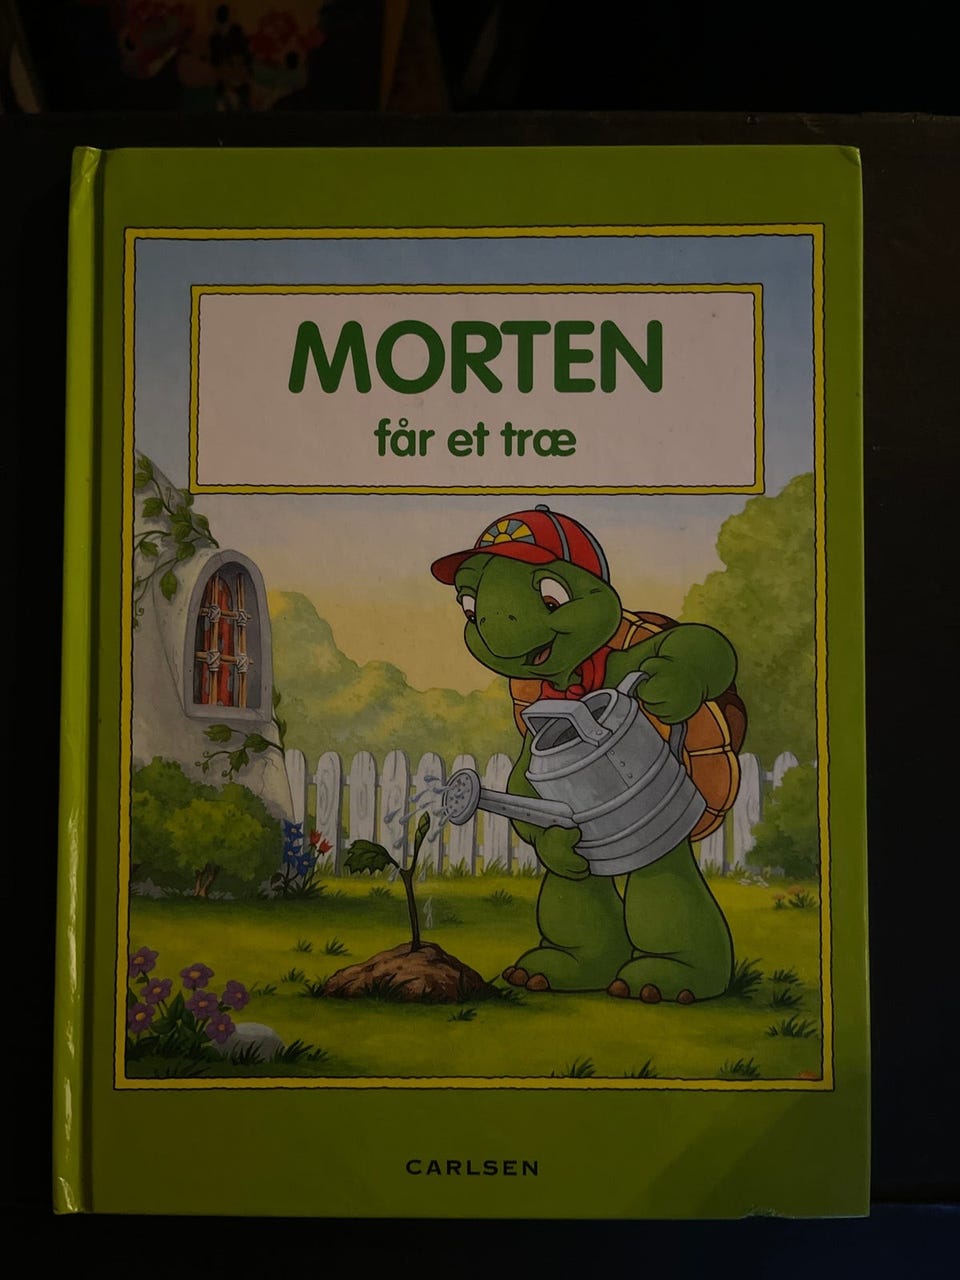 MORTEN
får et træ
CARLSEN